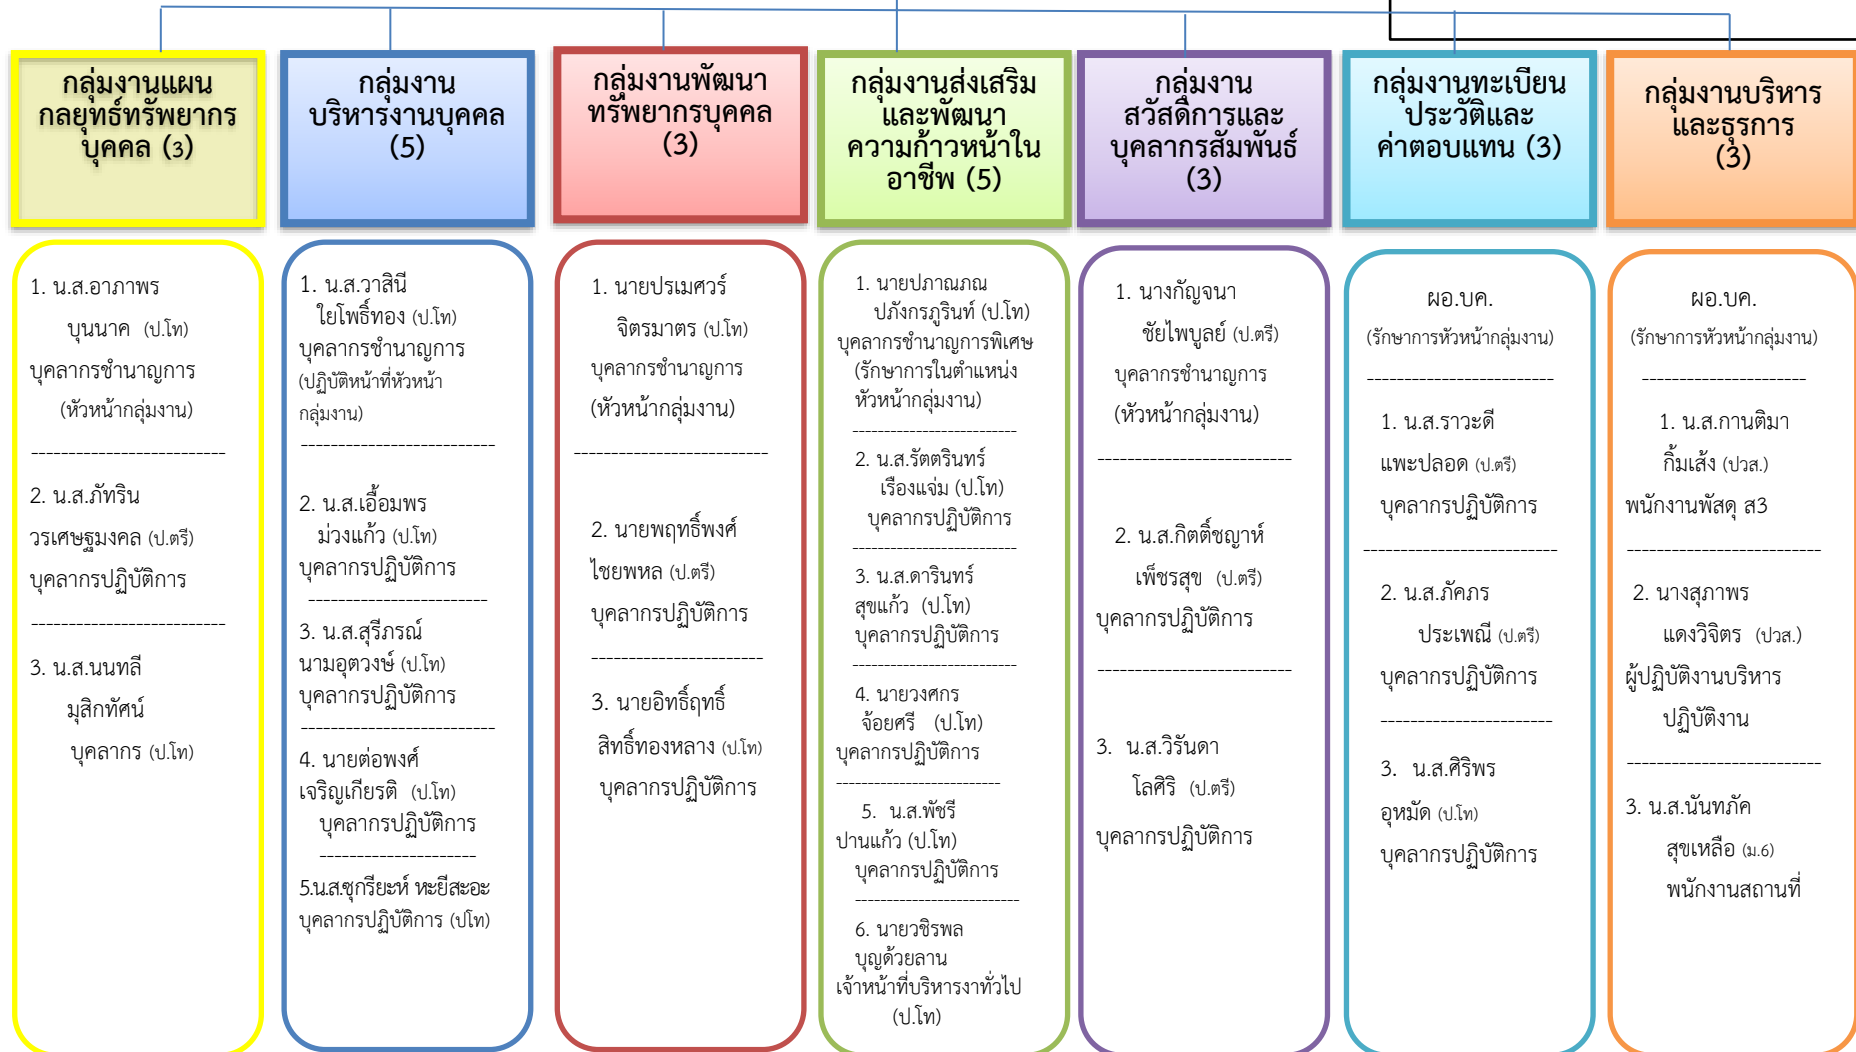 กลุ่มงานแผน
กลยุทธ์ทรัพยากร
บุคคล (3)
กลุ่มงาน
บริหารงานบุคคล
(5)
กลุ่มงานพัฒนา
ทรัพยากรบุคคล
(3)
กลุ่มงานส่งเสริม
และพัฒนา
ความก้าวหน้าใน
อาชีพ (5)
กลุ่มงาน
สวัสดิการและ
บุคลากรสัมพันธ์
(3)
กลุ่มงานทะเบียน
ประวัติและ
ค่าตอบแทน (3)
กลุ่มงานบริหาร
และธุรการ
(3)
1. น.ส.อาภาพร
บุนนาค (ป.โท)
บุคลากรชำนาญการ
(หัวหน้ากลุ่มงาน)
--------------------------
2. น.ส.ภัทริน
วรเศษฐมงคล (ป.ตรี)
บุคลากรปฏิบัติการ
--------------------------
3. น.ส.นนทลี
มุสิกทัศน์
บุคลากร (ป.โท)
1. น.ส.วาสินี
ใยโพธิ์ทอง (ป.โท)
บุคลากรชำนาญการ
(ปฏิบัติหน้าที่หัวหน้า
กลุ่มงาน)
--------------------------
2. น.ส.เอื้อมพร
ม่วงแก้ว (ป.โท)
บุคลากรปฏิบัติการ
------------------------
3. น.ส.สุรีภรณ์
นามอุตวงษ์ (ป.โท)
บุคลากรปฏิบัติการ
--------------------------
4. นายต่อพงศ์
เจริญเกียรติ (ป.โท)
บุคลากรปฏิบัติการ
---------------------
5.น.ส.ซุกรียะห์ หะยีสะอะ
บุคลากรปฏิบัติการ (ปโท)
1. นายปรเมศวร์
จิตรมาตร (ป.โท)
บุคลากรชำนาญการ
(หัวหน้ากลุ่มงาน)
--------------------------
2. นายพฤทธิ์พงศ์
ไชยพหล (ป.ตรี)
บุคลากรปฏิบัติการ
-----------------------
3. นายอิทธิ์ฤทธิ์
สิทธิ์ทองหลาง (ป.โท)
บุคลากรปฏิบัติการ
1. นายปภาณภณ
ปภังกรภูรินท์ (ป.โท)
บุคลากรชำนาญการพิเศษ
(รักษาการในตำแหน่ง
หัวหน้ากลุ่มงาน)
--------------------------
2. น.ส.รัตตรินทร์
เรืองแจ่ม (ป.โท)
บุคลากรปฏิบัติการ
--------------------------
3. น.ส.ดารินทร์
สุขแก้ว (ป.โท)
บุคลากรปฏิบัติการ
--------------------------
4. นายวงศกร
จ้อยศรี (ป.โท)
บุคลากรปฏิบัติการ
--------------------------
5. น.ส.พัชรี
ปานแก้ว (ป.โท)
บุคลากรปฏิบัติการ
--------------------------
6. นายวชิรพล
บุญด้วยลาน
เจ้าหน้าที่บริหารงาทั่วไป
(ป.โท)
1. นางกัญจนา
ชัยไพบูลย์ (ป.ตรี)
บุคลากรชำนาญการ
(หัวหน้ากลุ่มงาน)
--------------------------
2. น.ส.กิตติ์ชญาห์
เพ็ชรสุข (ป.ตรี)
บุคลากรปฏิบัติการ
--------------------------
3. น.ส.วิรันดา
โลศิริ (ป.ตรี)
บุคลากรปฏิบัติการ
ผอ.บค.
(รักษาการหัวหน้ากลุ่มงาน)
-------------------------
1. น.ส.ราวะดี
แพะปลอด (ป.ตรี)
บุคลากรปฏิบัติการ
--------------------------
2. น.ส.ภัคภร
ประเพณี (ป.ตรี)
บุคลากรปฏิบัติการ
-----------------------
3. น.ส.ศิริพร
อุหมัด (ป.โท)
บุคลากรปฏิบัติการ
ผอ.บค.
(รักษาการหัวหน้ากลุ่มงาน)
----------------------
1. น.ส.กานติมา
กิ้มเส้ง (ปวส.)
พนักงานพัสดุ ส3
--------------------------
2. นางสุภาพร
แดงวิจิตร (ปวส.)
ผู้ปฏิบัติงานบริหาร
ปฏิบัติงาน
--------------------------
3. น.ส.นันทภัค
สุขเหลือ (ม.6)
พนักงานสถานที่